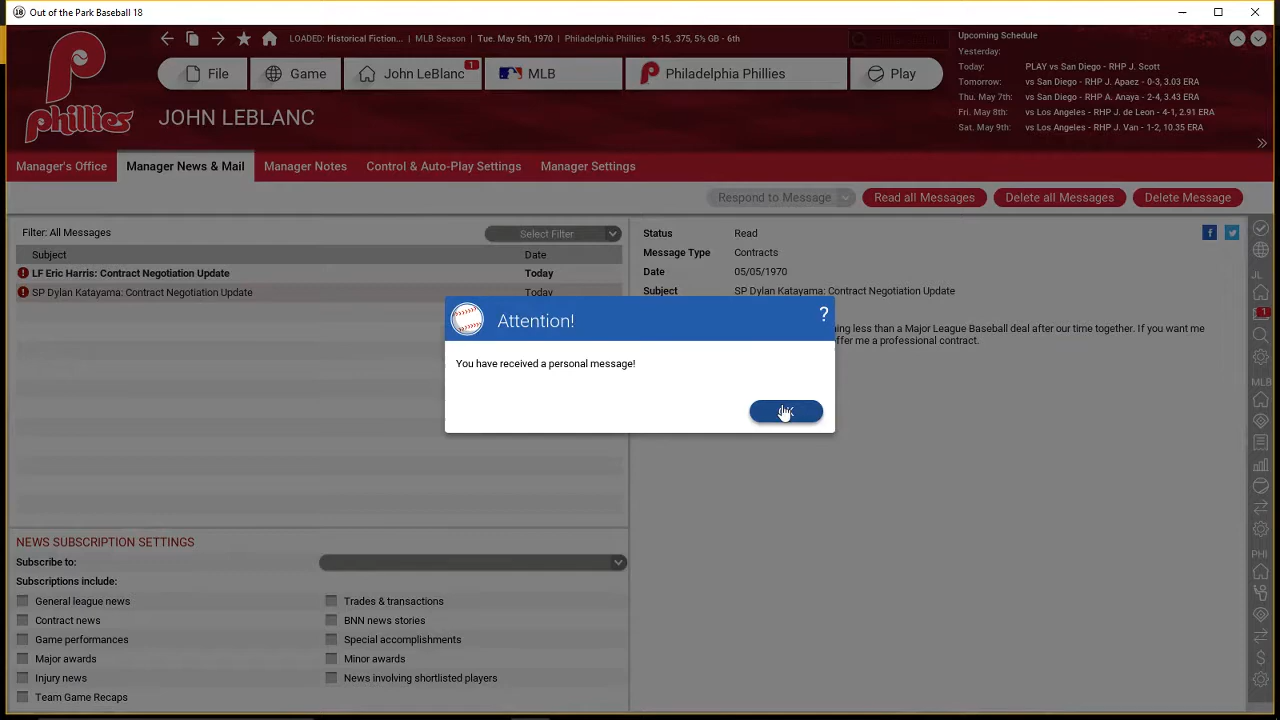 Out of the Park Baseball 18
phillies
LOADED: Historical Fiction... | MLB Season | Tue. May 5th, 1970 | Philadelphia Phillies 9-15, .375, 5½ GB - 6th
File Game John LeBlanc 1 MLB Philadelphia Phillies Play
JOHN LEBLANC
Upcoming Schedule
Yesterday:
Today: PLAY vs San Diego - RHP J. Scott
Tomorrow: vs San Diego - RHP J. Apaez - 0-3, 3.03 ERA
Thu. May 7th: vs San Diego - RHP A. Anaya - 2-4, 3.43 ERA
Fri. May 8th: vs Los Angeles - RHP J. de Leon - 4-1, 2.91 ERA
Sat. May 9th: vs Los Angeles - RHP J. Van - 1-2, 10.35 ERA
Manager's Office Manager News & Mail Manager Notes Control & Auto-Play Settings Manager Settings
Respond to Message Read all Messages Delete all Messages Delete Message
Filter: All Messages Select Filter
Subject Date
LF Eric Harris: Contract Negotiation Update Today
SP Dylan Katayama: Contract Negotiation Update Today
Status Read
Message Type Contracts
Date 05/05/1970
Subject SP Dylan Katayama: Contract Negotiation Update
less than a Major League Baseball deal after our time together. If you want me
me a professional contract.
Attention! ?
You have received a personal message!
NEWS SUBSCRIPTION SETTINGS
Subscribe to:
Subscriptions include:
General league news Trades & transactions
Contract news BNN news stories
Game performances Special accomplishments
Major awards Minor awards
Injury news News involving shortlisted players
Team Game Recaps
JL
1
MLB
PHI